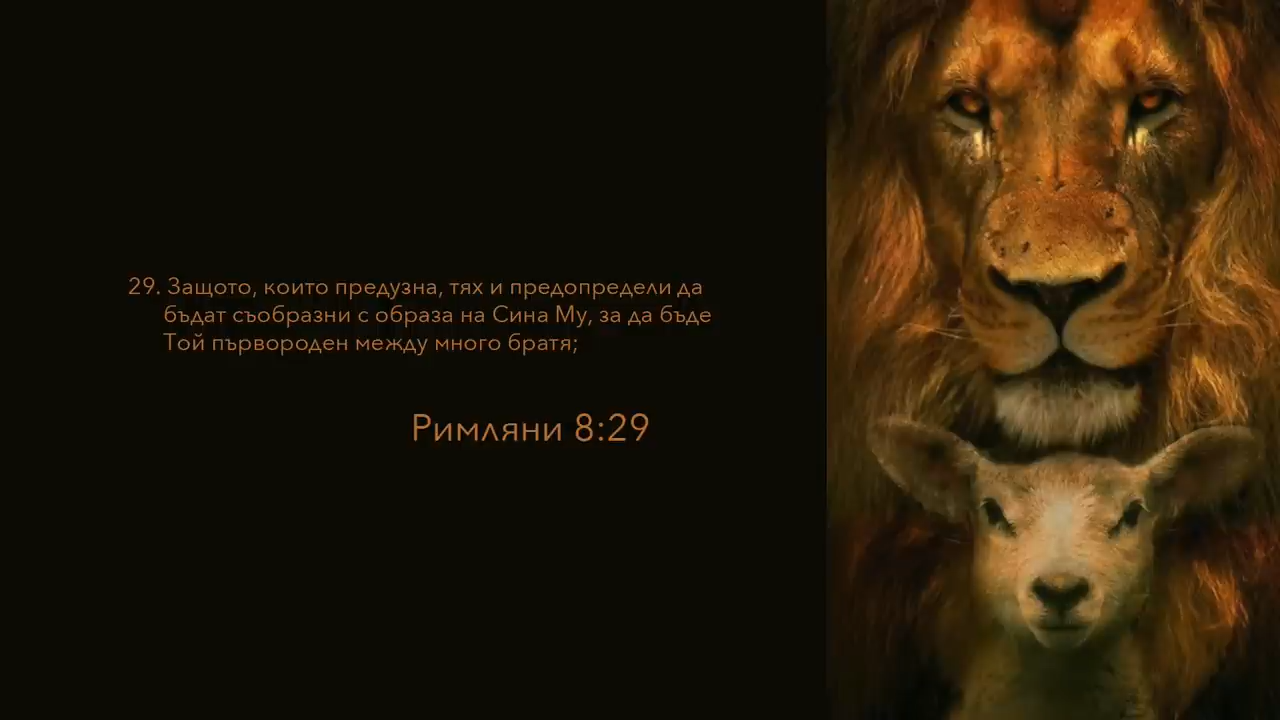 29. Защото, които предузна, тях и предопредели да
бъдат съобразни с образа на Сина Му, за да бъде
Той първороден между много братя;
Римляни 8:29